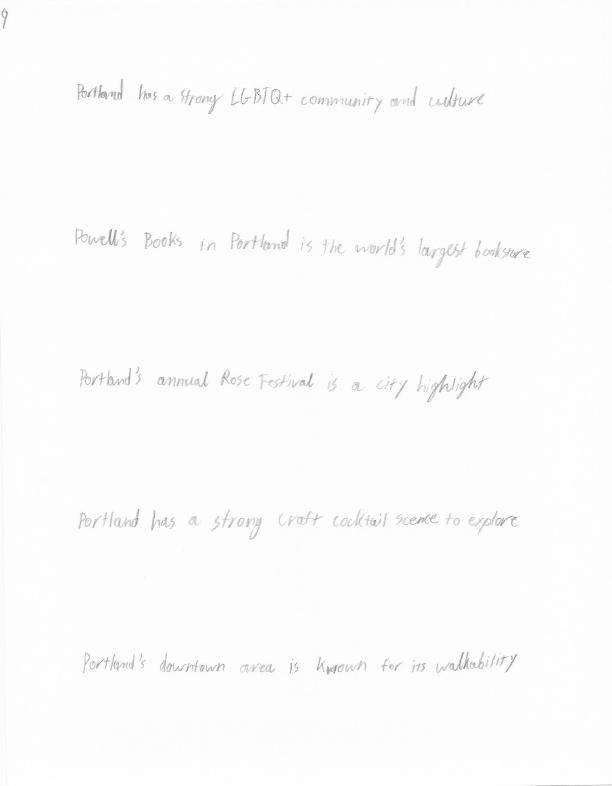 9
Portland has a strong LGBTQ+ community and culture
Powell's Books in Portland is the world's largest bookstore
Portland's annual Rose Festival is a city highlight
Portland has a strong craft cocktail scence to explore
Portland's downtown area is known for its walkability